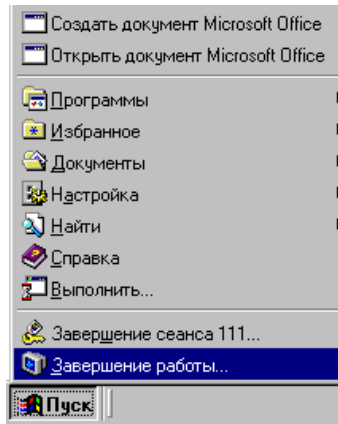 Создать документ Microsoft Office
Открыть документ Microsoft Office
Программы
Избранное
Документы
Настройка
Найти
Справка
Выполнить...
Завершение сеанса 111...
Завершение работы...
Пуск